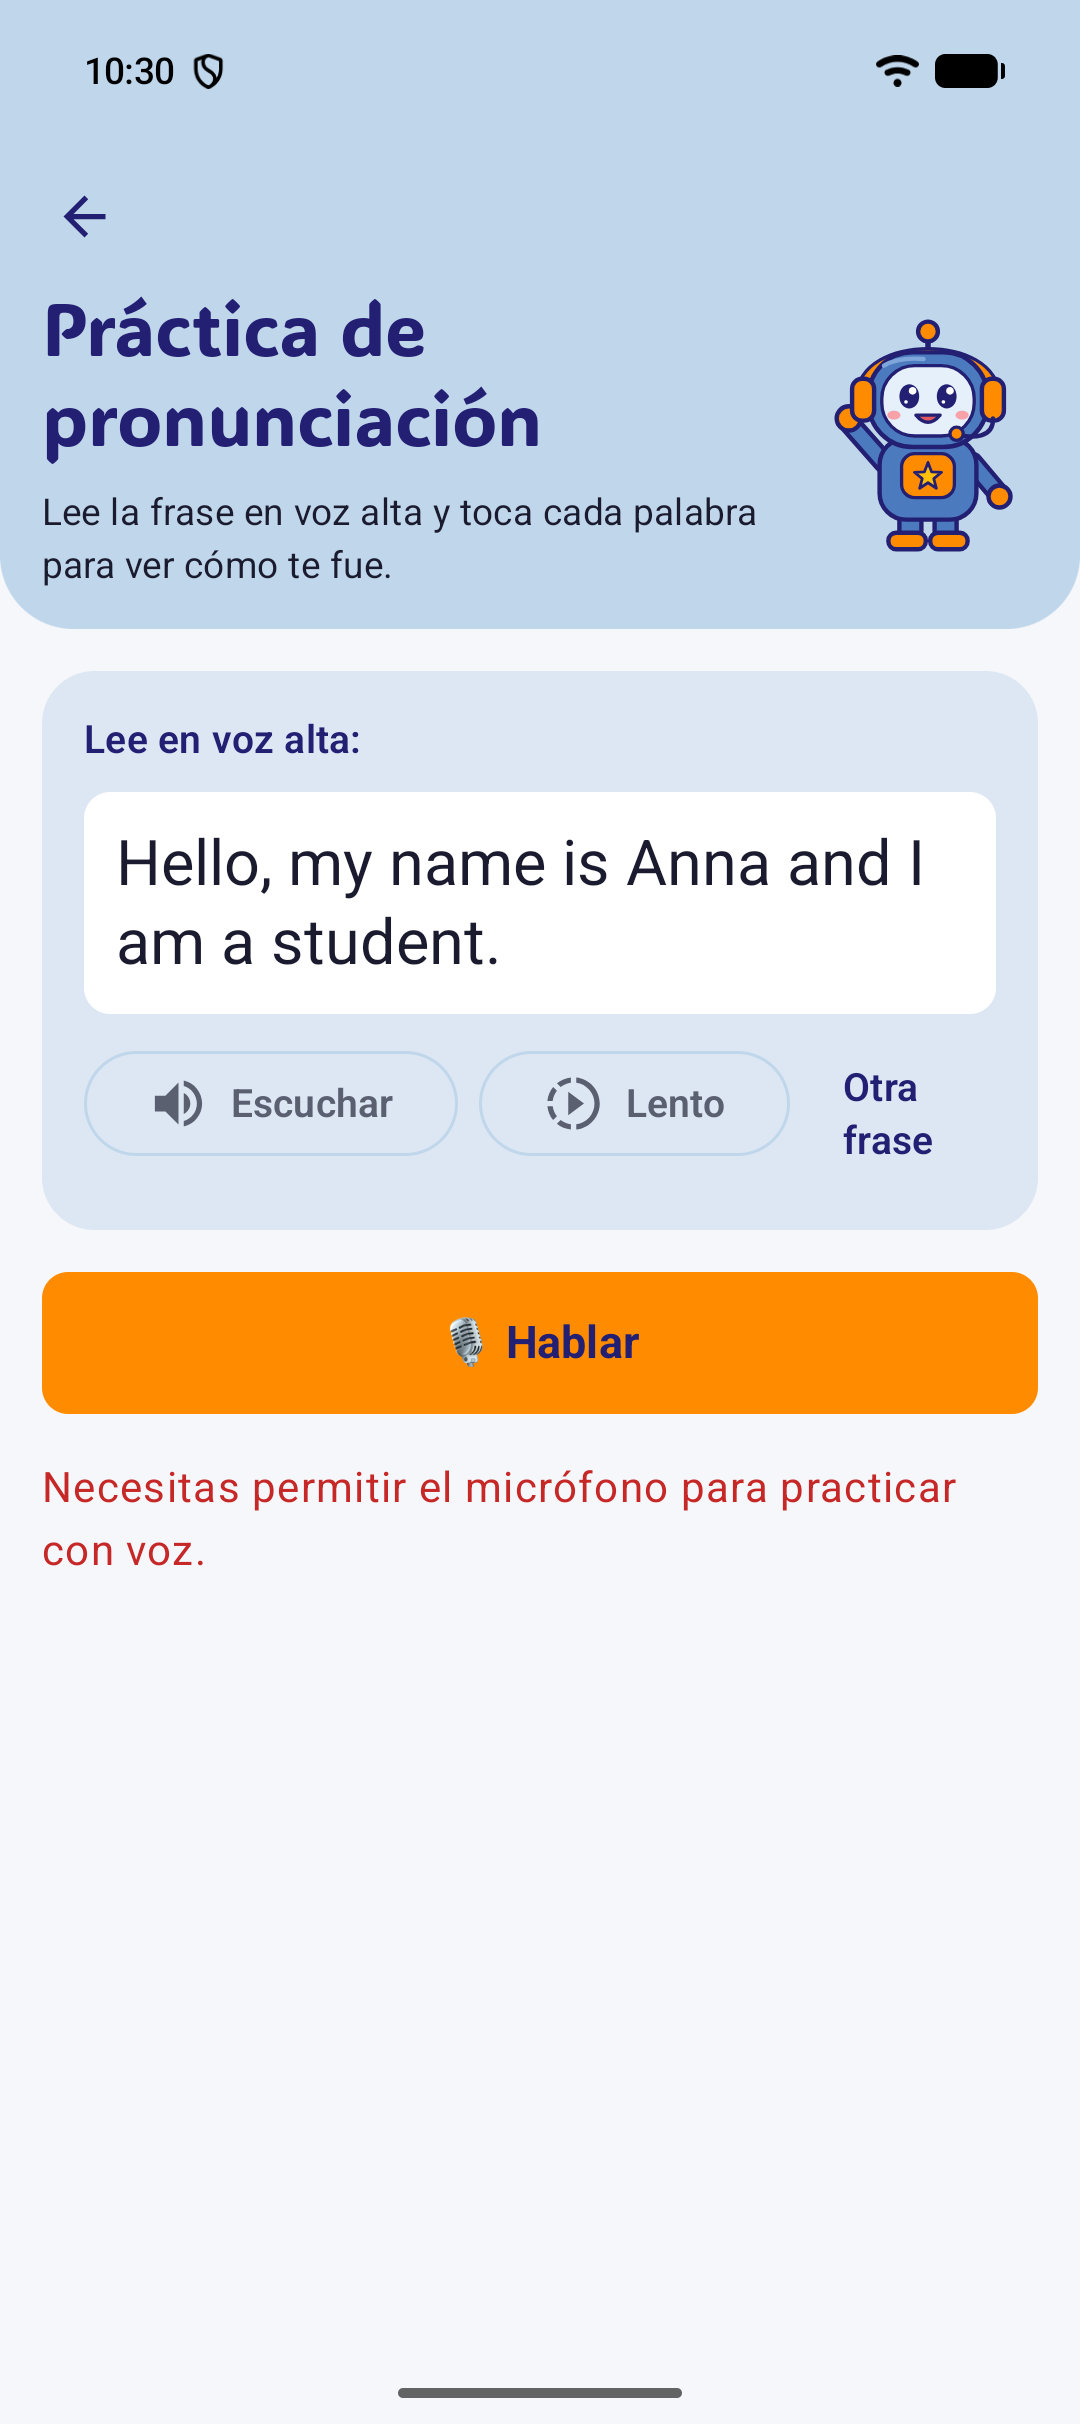 10:30
Práctica de
pronunciación
Lee la frase en voz alta y toca cada palabra
para ver cómo te fue.
Lee en voz alta:
Hello, my name is Anna and I
am a student.
Escuchar
Lento
Otra
frase
Hablar
Necesitas permitir el micrófono para practicar
con voz.